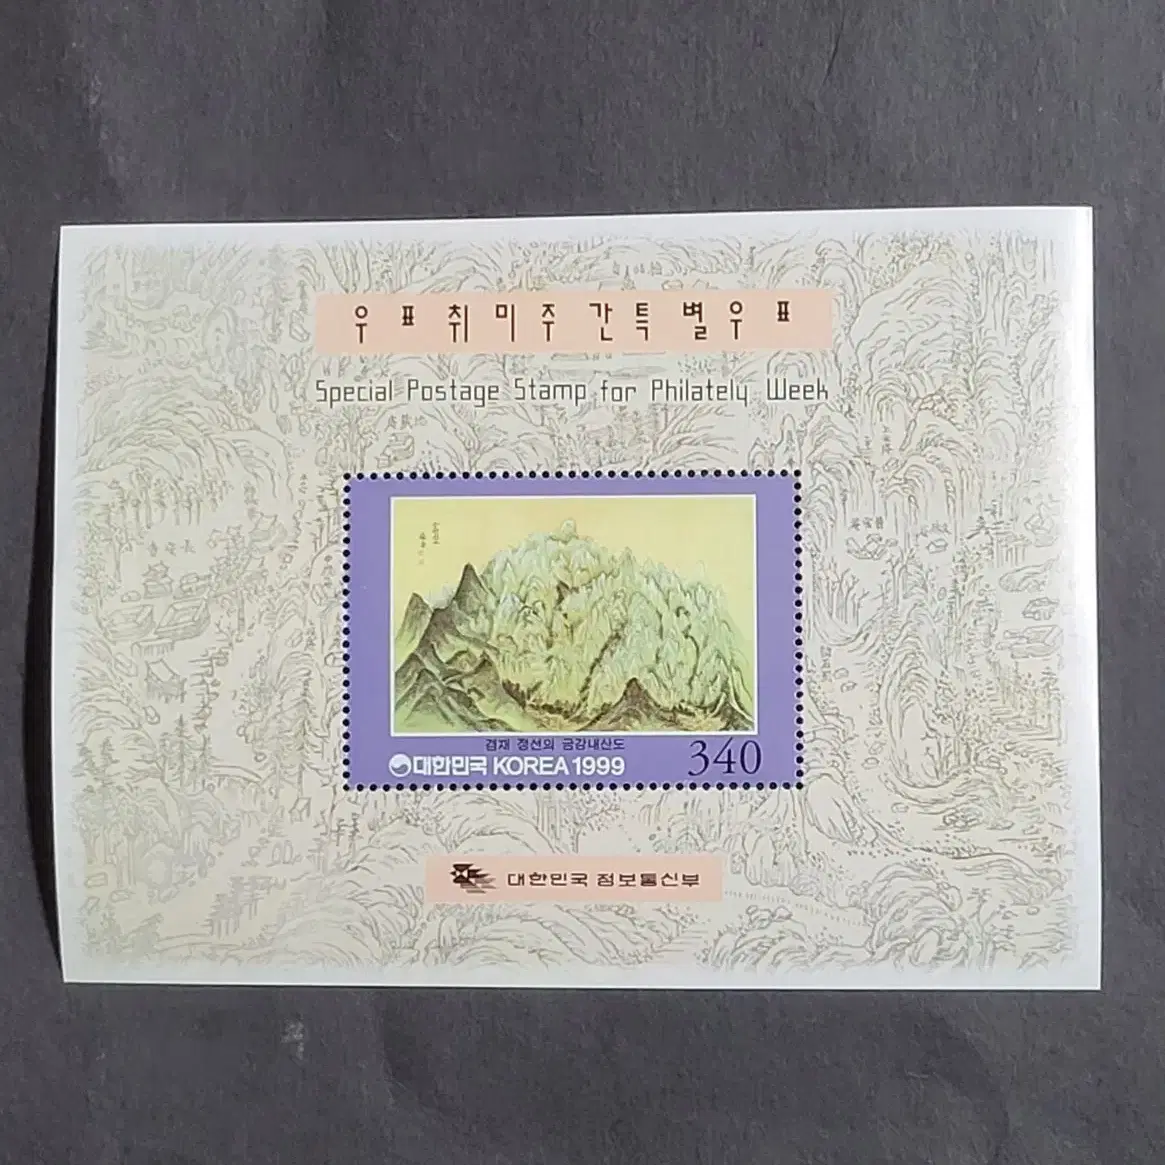 우표취미주간특별우표
Special Postage Stamp for Philately Week
겸재 정선의 금강내산도
대한민국 KOREA 1999
340
대한민국 정보통신부